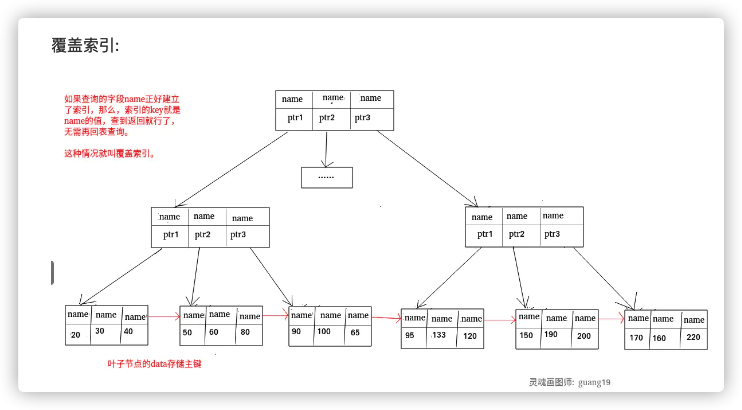 覆盖索引:
如果查询的字段name正好建立
了索引，那么，索引的key就是
name的值，查到返回就行了，
无需再回表查询。
这种情况就叫覆盖索引。
name name name
ptr1 ptr2 ptr3
······
name name name
ptr1 ptr2 ptr3
name name name
ptr1 ptr2 ptr3
name name name
20 30 40
name name name
50 60 80
name name name
90 100 65
name name name
95 133 120
name name name
150 190 200
name name name
170 160 220
叶子节点的data存储主键
灵魂画图师: guang19